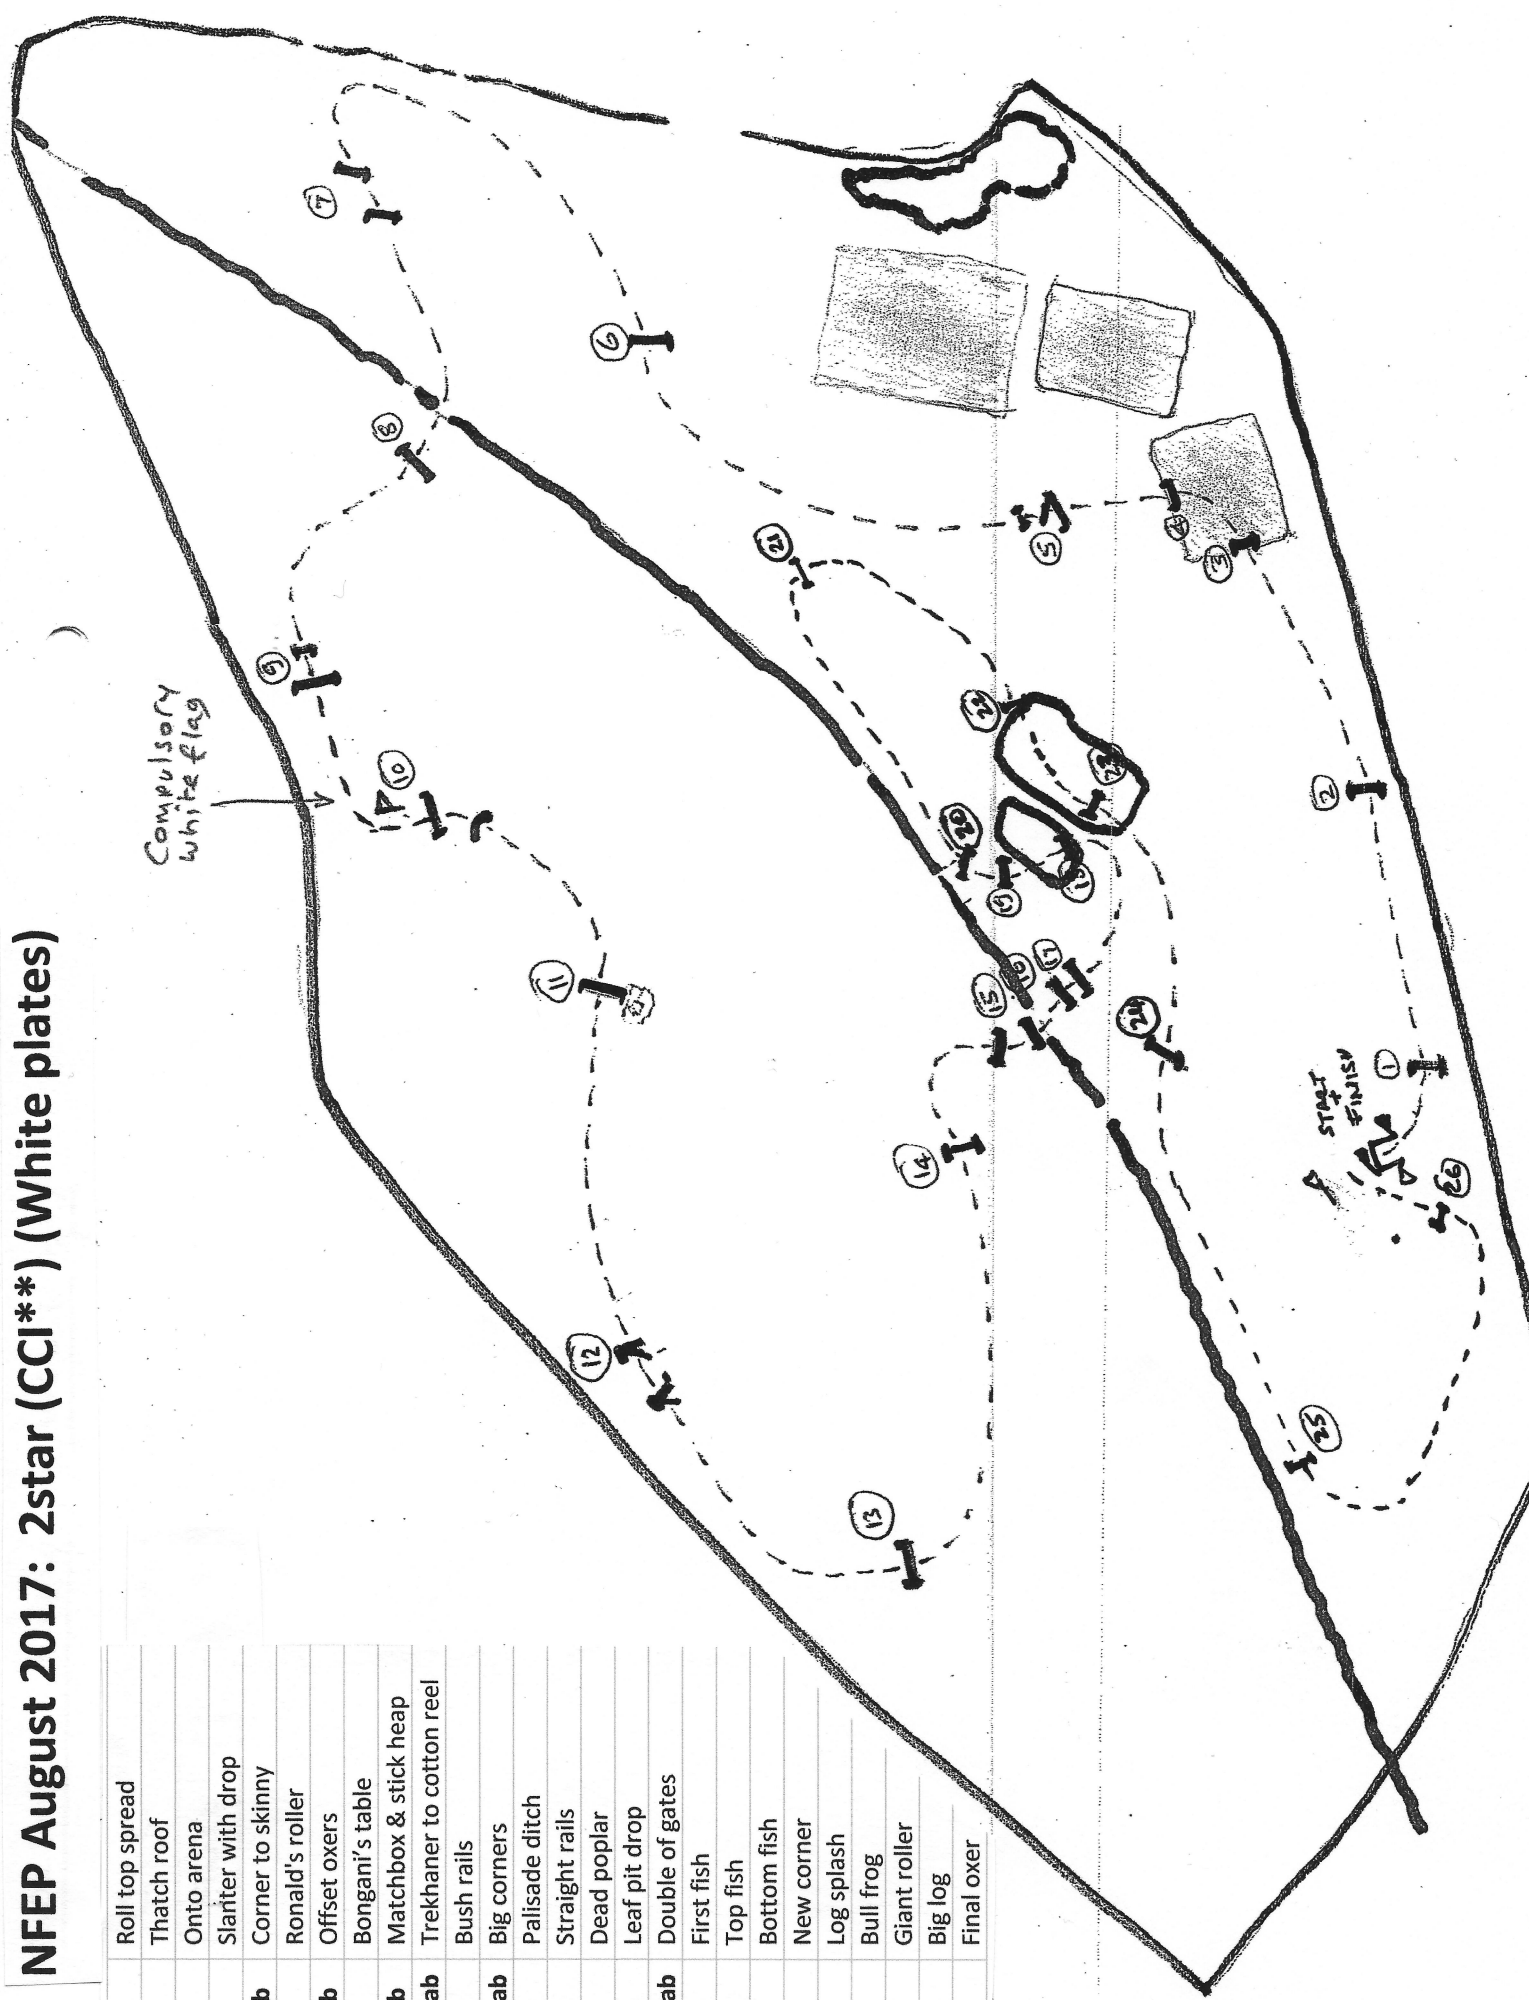 NFEP August 2017: 2star (CCI**) (White plates)
Roll top spread
Thatch roof
Onto arena
Slanter with drop
b Corner to skinny
Ronald's roller
b Offset oxers
Bongani's table
b Matchbox & stick heap
ab Trekhaner to cotton reel
Bush rails
ab Big corners
Palisade ditch
Straight rails
Dead poplar
Leaf pit drop
ab Double of gates
First fish
Top fish
Bottom fish
New corner
Log splash
Bull frog
Giant roller
Big log
Final oxer
Compulsory
white flag
START
+
FINISH
1
2
3
4
5
6
7
8
9
10
11
12
13
14
15
16
17
18
19
20
21
22
23
24
25
26